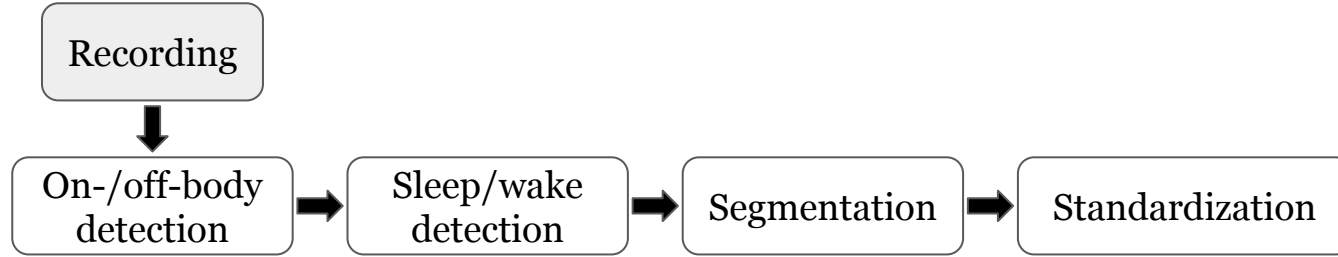 Recording
On-/off-body
detection
Sleep/wake
detection
Segmentation
Standardization